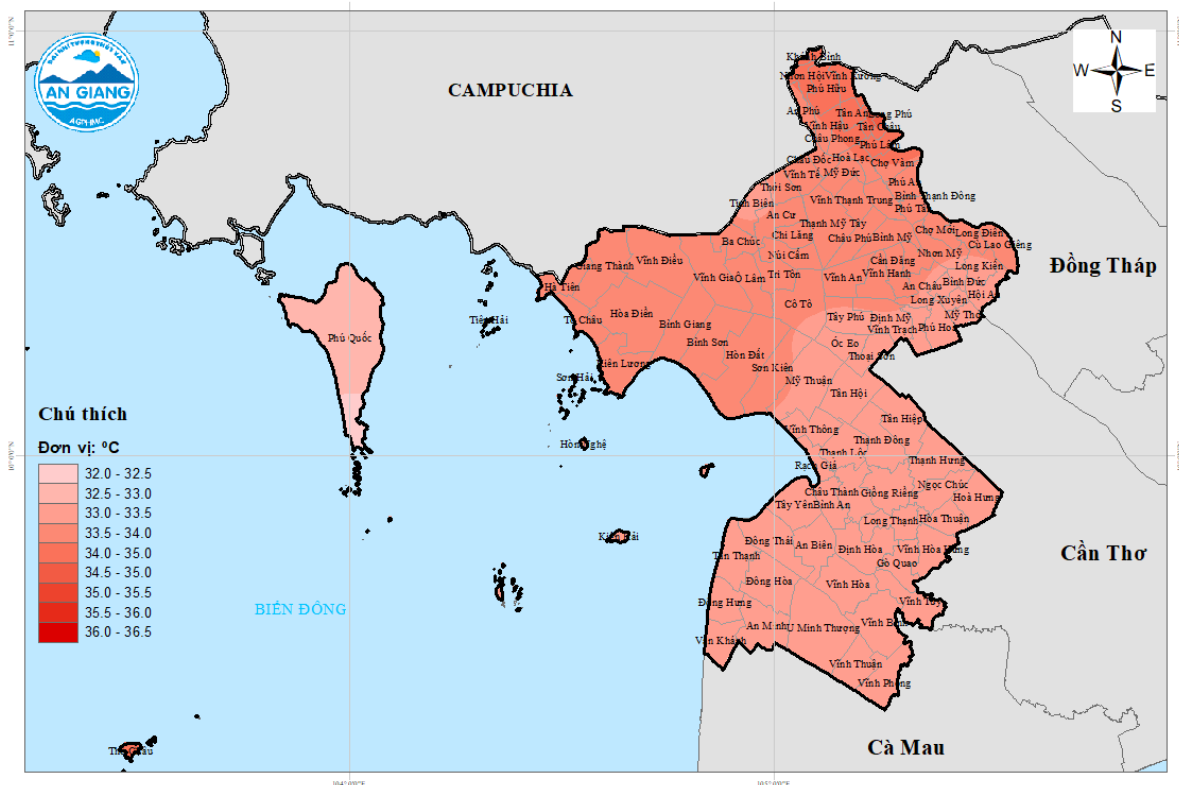 11°0'0"N
AN GIANG
CAMPUCHIA
N
W E
S
Khánh Bình
Nhơn Hội Vĩnh Xương
Phú Hữu
An Phú
Vĩnh Hậu
Tân Châu
Châu Phong
Phú Lâm
Châu Đốc
Hoà Lạc
Chợ Vàm
Vĩnh Tế
Mỹ Đức
Thới Sơn
Phú An
Tịnh Biên
Vĩnh Thạnh Trung
Bình Thạnh Đông
Phú Tân
An Cư
Thạnh Mỹ Tây
Chợ Mới
Long Điền
Ba Chúc
Chi Lăng
Châu Phú
Bình Mỹ
Cù Lao Giêng
Giang Thành
Vĩnh Điều
Núi Cấm
Cần Đăng
Nhơn Mỹ
Long Kiến
Đồng Tháp
Vĩnh Gia
Ô Lâm
Tri Tôn
Vĩnh An
Vĩnh Hanh
Bình Đức
Hà Tiên
An Châu
Hội An
Cô Tô
Long Xuyên
Tiên Hải
Tô Châu
Hòa Điền
Bình Giang
Tây Phú
Định Mỹ
Mỹ Thới
Phú Quốc
Vĩnh Trạch
Phú Hoà
Bình Sơn
Óc Eo
Hòn Đất
Thoại Sơn
Kiên Lương
Sơn Kiên
Sơn Hải
Mỹ Thuận
Tân Hội
Chú thích
Tân Hiệp
Vĩnh Thông
Đơn vị: ºC
Hòn Nghệ
Thạnh Đông
Thạnh Lộc
Thạnh Hưng
Rạch Giá
32.0 - 32.5
32.5 - 33.0
33.0 - 33.5
33.5 - 34.0
34.0 - 35.0
34.5 - 35.0
35.0 - 35.5
35.5 - 36.0
36.0 - 36.5
Châu Thành
Giồng Riềng
Ngọc Chúc
Hoà Hưng
Tây Yên
Bình An
Long Thạnh
Hòa Thuận
Kiên Hải
Đông Thái
An Biên
Định Hòa
Vĩnh Hòa Hưng
Cần Thơ
Tân Thạnh
Gò Quao
Đông Hòa
Vĩnh Hòa
BIỂN ĐÔNG
Đông Hưng
Vĩnh Tuy
An Minh
U Minh Thượng
Vĩnh Bình
Vân Khánh
Vĩnh Thuận
Vĩnh Phong
Thổ Châu
Cà Mau